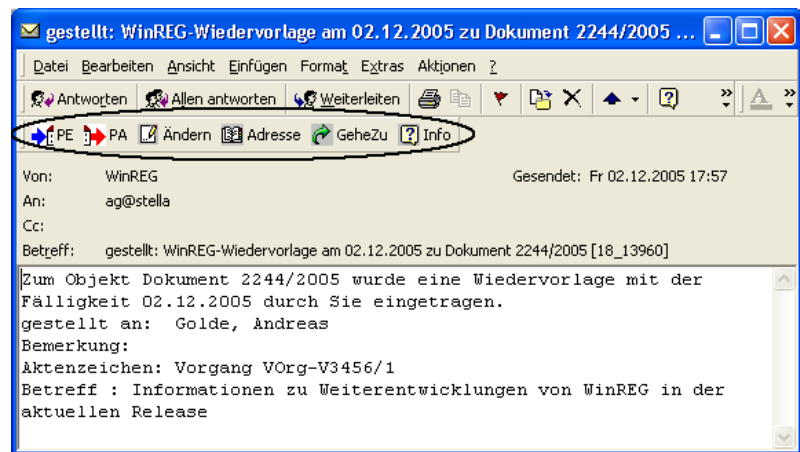 gestellt: WinREG-Wiedervorlage am 02.12.2005 zu Dokument 2244/2005 ...
Datei Bearbeiten Ansicht Einfügen Format Extras Aktionen ?
Antworten Allen antworten Weiterleiten ? » A »
PE PA Ändern Adresse GeheZu ? Info
Von: WinREG Gesendet: Fr 02.12.2005 17:57
An: ag@stella
Cc:
Betreff: gestellt: WinREG-Wiedervorlage am 02.12.2005 zu Dokument 2244/2005 [18_13960]
Zum Objekt Dokument 2244/2005 wurde eine Wiedervorlage mit der
Fälligkeit 02.12.2005 durch Sie eingetragen.
gestellt an: Golde, Andreas
Bemerkung:
Aktenzeichen: Vorgang VOrg-V3456/1
Betreff : Informationen zu Weiterentwicklungen von WinREG in der
aktuellen Release